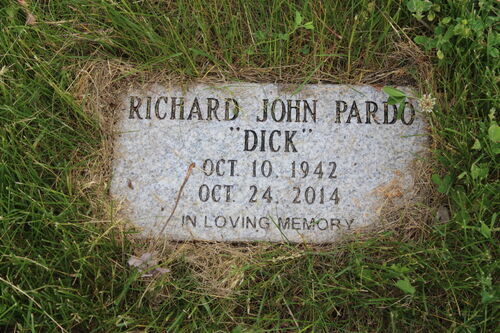 RICHARD JOHN PARDO
"DICK"
OCT. 10. 1942
OCT. 24. 2014
IN LOVING MEMORY